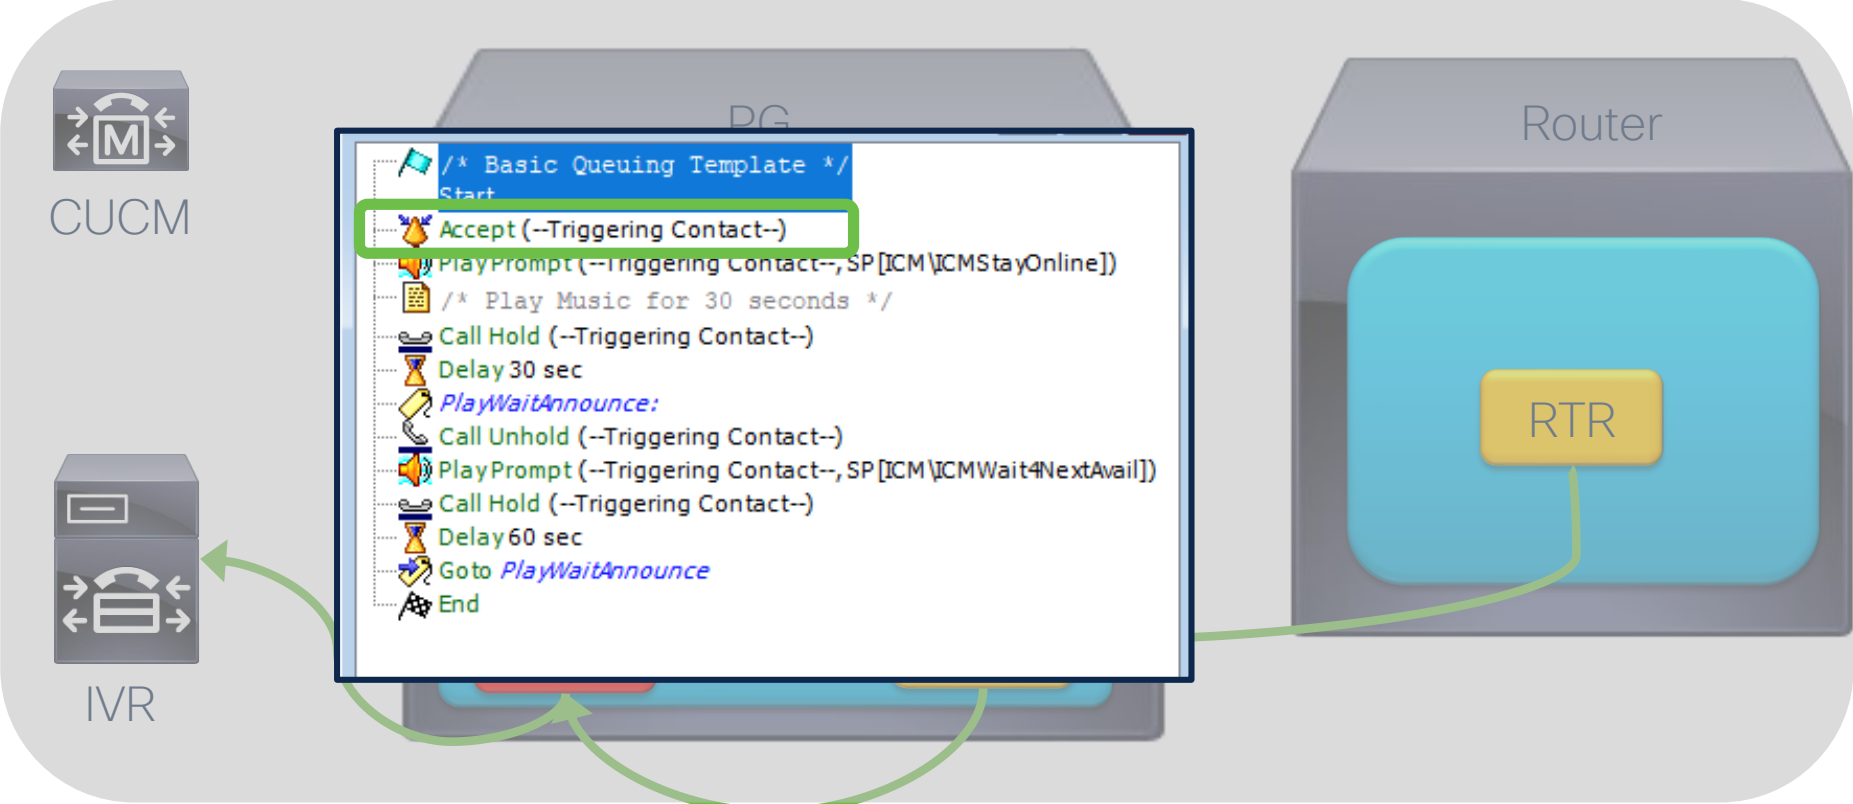 PG
Router
CUCM
M
/* Basic Queuing Template */
Start
Accept (--Triggering Contact--)
PlayPrompt (--Triggering Contact--, SP[ICM\ICMStayOnline])
/* Play Music for 30 seconds */
Call Hold (--Triggering Contact--)
Delay 30 sec
PlayWaitAnnounce:
Call Unhold (--Triggering Contact--)
PlayPrompt (--Triggering Contact--, SP[ICM\ICMWait4NextAvail])
Call Hold (--Triggering Contact--)
Delay 60 sec
Goto PlayWaitAnnounce
End
RTR
IVR